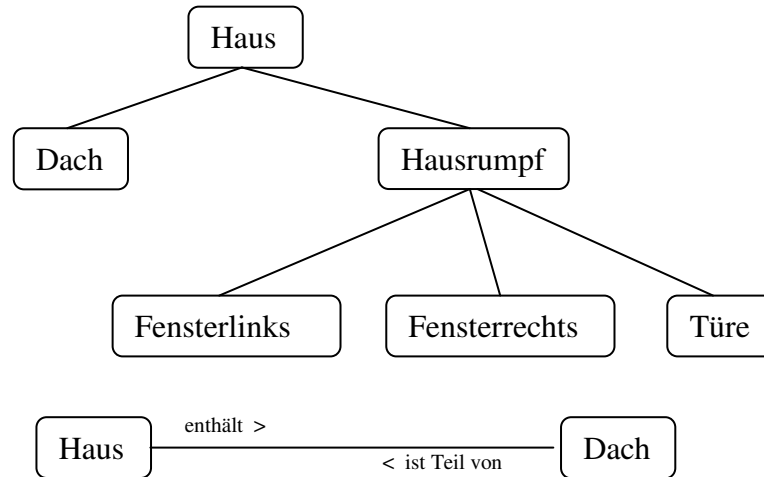 Haus
Dach
Hausrumpf
Fensterlinks
Fensterrechts
Türe
enthält >
Haus
Dach
< ist Teil von